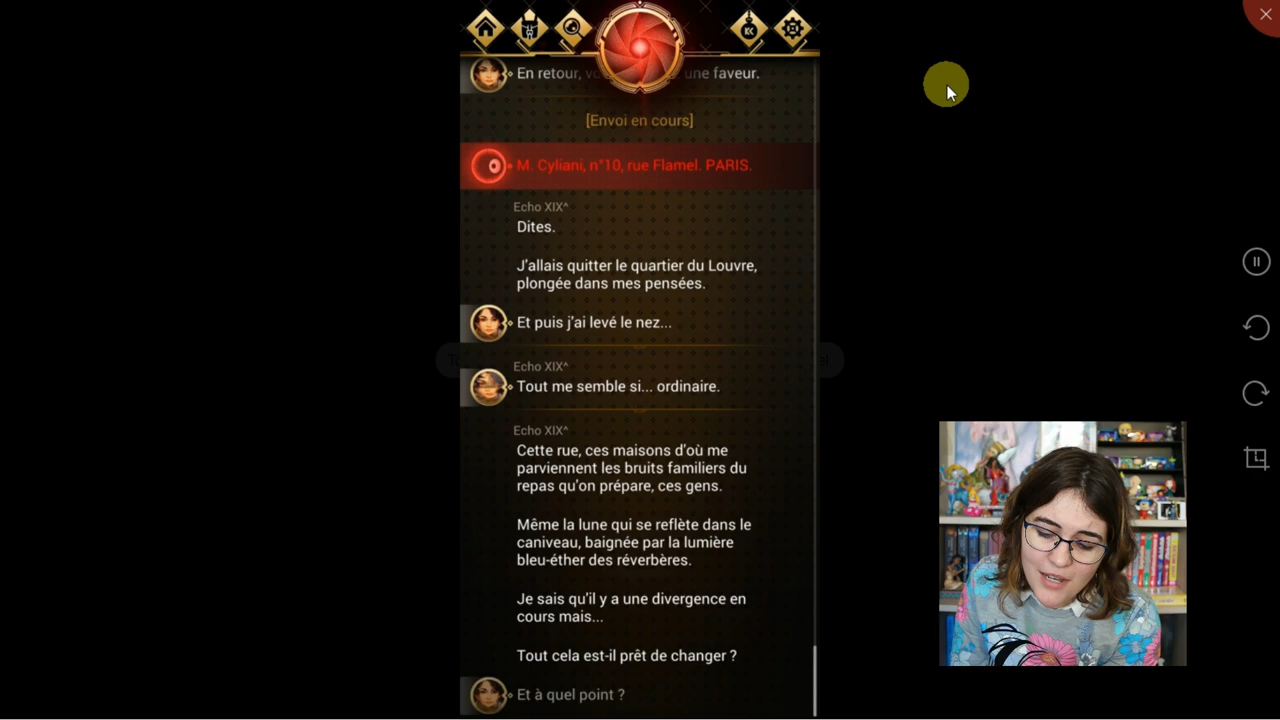 En retour, vo une faveur.
[Envoi en cours]
M. Cyliani, n°10, rue Flamel. PARIS.
Echo XIX^
Dites.
J'allais quitter le quartier du Louvre,
plongée dans mes pensées.
Et puis j'ai levé le nez...
Echo XIX^
Tout me semble si... ordinaire.
Echo XIX^
Cette rue, ces maisons d'où me
parviennent les bruits familiers du
repas qu'on prépare, ces gens.
Même la lune qui se reflète dans le
caniveau, baignée par la lumière
bleu-éther des réverbères.
Je sais qu'il y a une divergence en
cours mais...
Tout cela est-il prêt de changer ?
Et à quel point ?